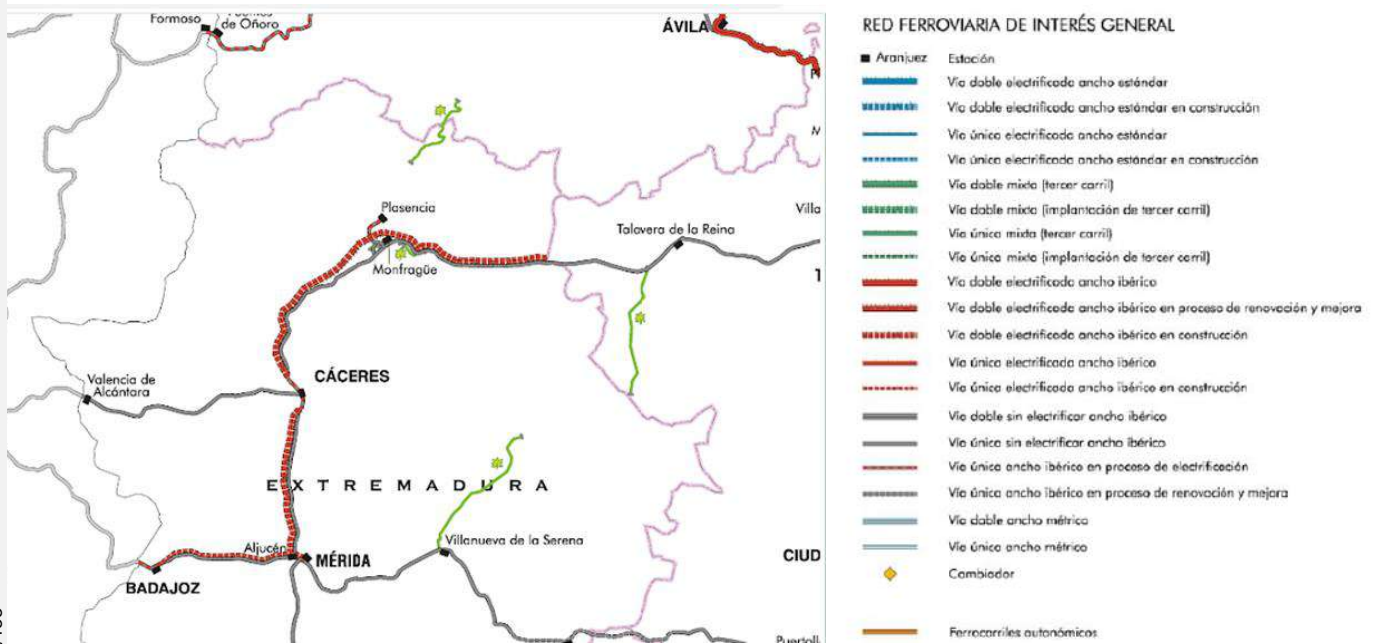 Formoso
de Oñoro
ÁVILA
Plasencia
Villa
Talavera de la Reina
Monfragüe
CÁCERES
Valencia de
Alcántara
EXTREMADURA
Aljucén
MÉRIDA
Villanueva de la Serena
CIUD
BADAJOZ
RED FERROVIARIA DE INTERÉS GENERAL
Aranjuez Estación
Vía doble electrificada ancho estándar
Vía doble electrificada ancho estándar en construcción
Vía única electrificada ancho estándar
Vía única electrificada ancho estándar en construcción
Vía doble mixta (tercer carril)
Vía doble mixta (implantación de tercer carril)
Vía única mixta (tercer carril)
Vía única mixta (implantación de tercer carril)
Vía doble electrificada ancho ibérico
Vía doble electrificada ancho ibérico en proceso de renovación y mejora
Vía doble electrificada ancho ibérico en construcción
Vía única electrificada ancho ibérico
Vía única electrificada ancho ibérico en construcción
Vía doble sin electrificar ancho ibérico
Vía única sin electrificar ancho ibérico
Vía única ancho ibérico en proceso de electrificación
Vía única ancho ibérico en proceso de renovación y mejora
Vía doble ancho métrico
Vía única ancho métrico
Cambiador
Ferrocarriles autonómicos